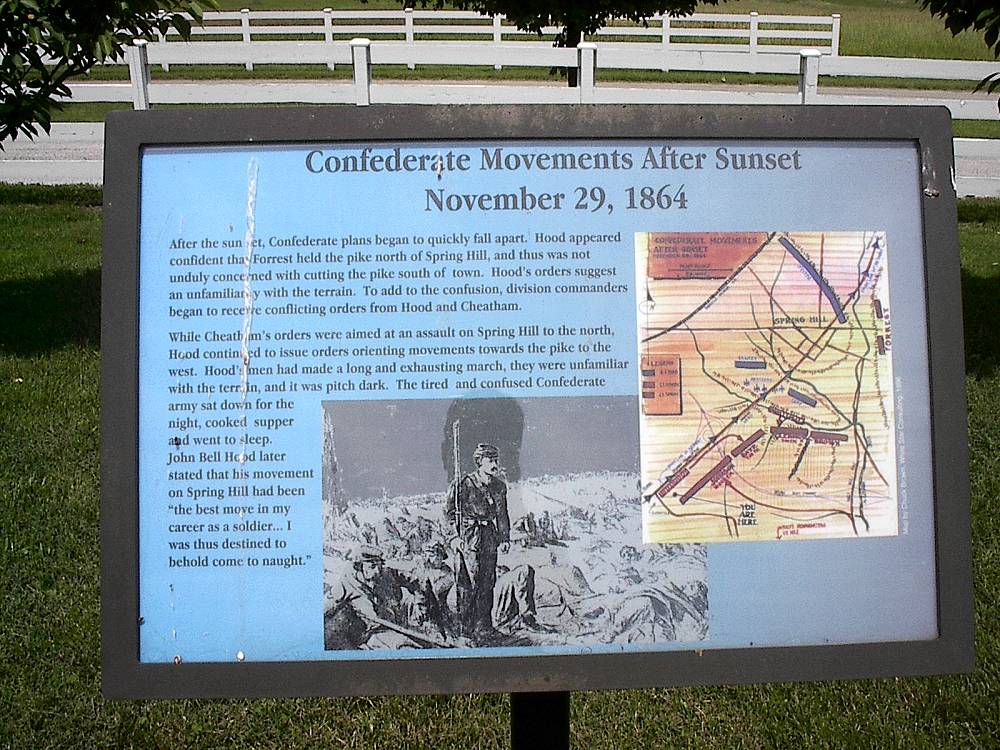 Confederate Movements After Sunset
November 29, 1864
After the sun set, Confederate plans began to quickly fall apart. Hood appeared
confident that Forrest held the pike north of Spring Hill, and thus was not
unduly concerned with cutting the pike south of town. Hood's orders suggest
an unfamiliarity with the terrain. To add to the confusion, division commanders
began to receive conflicting orders from Hood and Cheatham.
While Cheatham's orders were aimed at an assault on Spring Hill to the north,
Hood continued to issue orders orienting movements towards the pike to the
west. Hood's men had made a long and exhausting march, they were unfamiliar
with the terrain, and it was pitch dark. The tired and confused Confederate
army sat down for the
night, cooked supper
and went to sleep.
John Bell Hood later
stated that his movement
on Spring Hill had been
"the best move in my
career as a soldier... I
was thus destined to
behold come to naught."
CONFEDERATE MOVEMENTS
AFTER SUNSET
SPRING HILL
FORREST
LEGEND
YOU
ARE
HERE